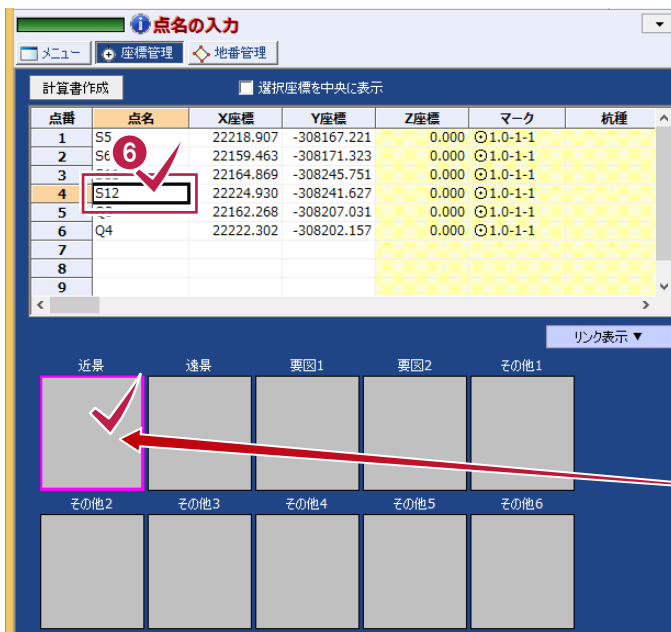 点名の入力
メニュー 座標管理 地番管理
計算書作成 選択座標を中央に表示
点番 点名 X座標 Y座標 Z座標 マーク 杭種
1 S5 22218.907 -308167.221 0.000 1.0-1-1
2 S6 22159.463 -308171.323 0.000 1.0-1-1
3 22164.869 -308245.751 0.000 1.0-1-1
4 S12 22224.930 -308241.627 0.000 1.0-1-1
5 22162.268 -308207.031 0.000 1.0-1-1
6 Q4 22222.302 -308202.157 0.000 1.0-1-1
7
8
9
6
リンク表示 ▼
近景 遠景 要図1 要図2 その他1
その他2 その他3 その他4 その他5 その他6